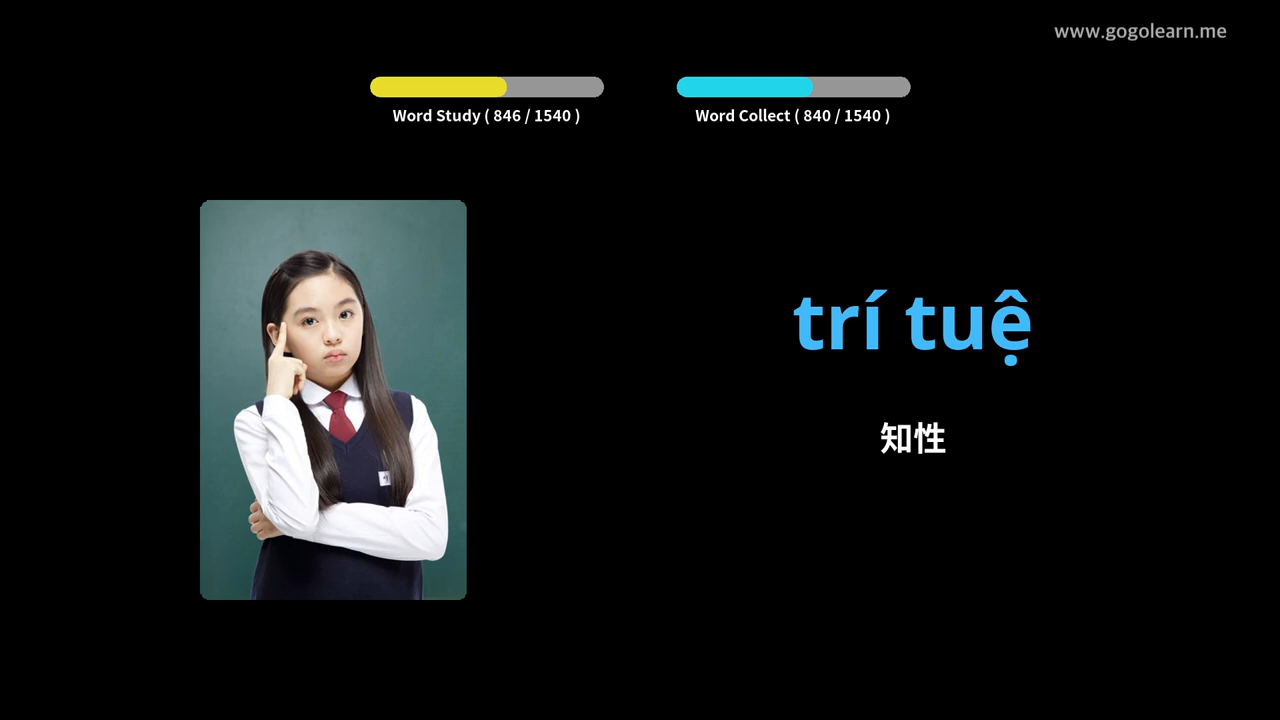 www.gogolearn.me
Word Study ( 846 / 1540 )
Word Collect ( 840 / 1540 )
trí tuệ
知性